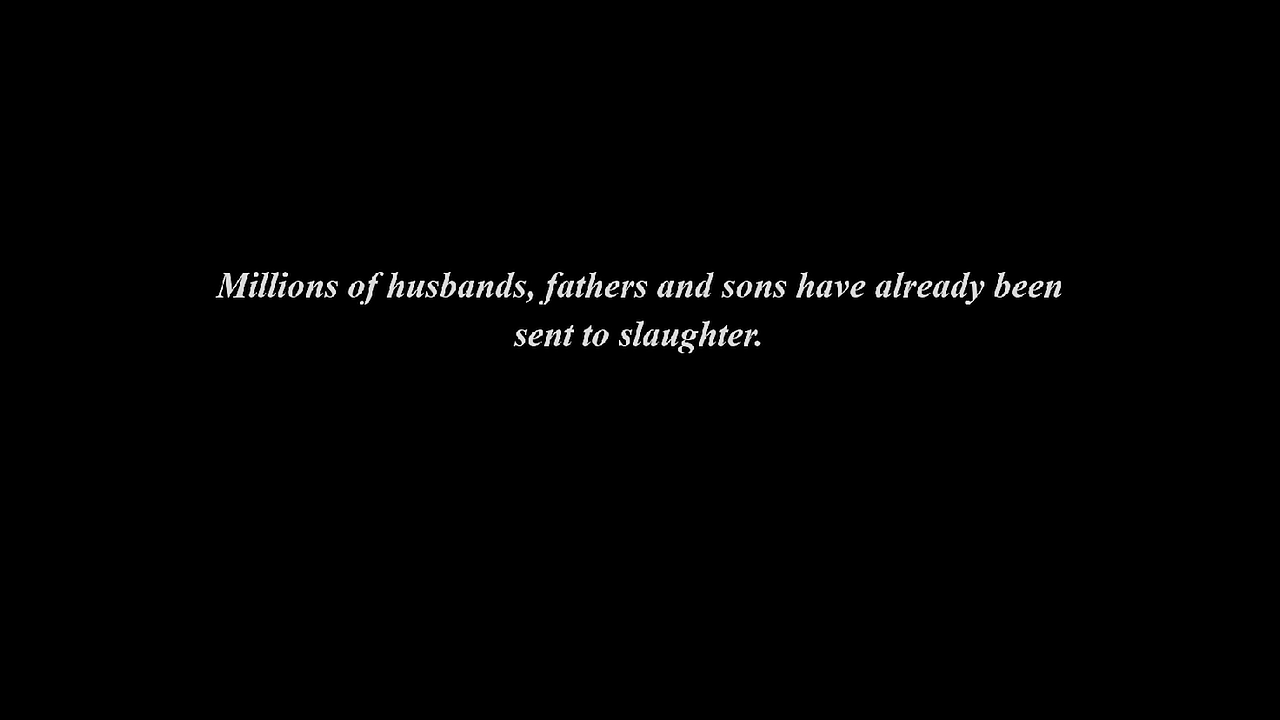 Millions of husbands, fathers and sons have already been
sent to slaughter.